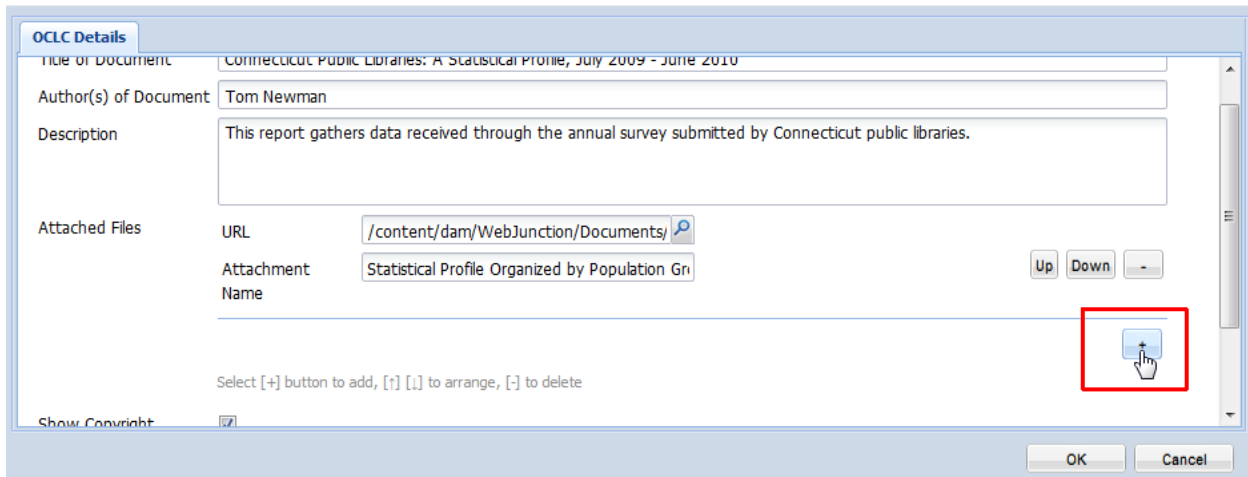 OCLC Details
Title of Document Connecticut Public Libraries: A Statistical Profile, July 2009 - June 2010
Author(s) of Document Tom Newman
Description This report gathers data received through the annual survey submitted by Connecticut public libraries.
Attached Files URL /content/dam/WebJunction/Documents/
Attachment Name Statistical Profile Organized by Population Gr
Up Down -
+
Select [+] button to add, [↑] [↓] to arrange, [-] to delete
Show Copyright
OK Cancel